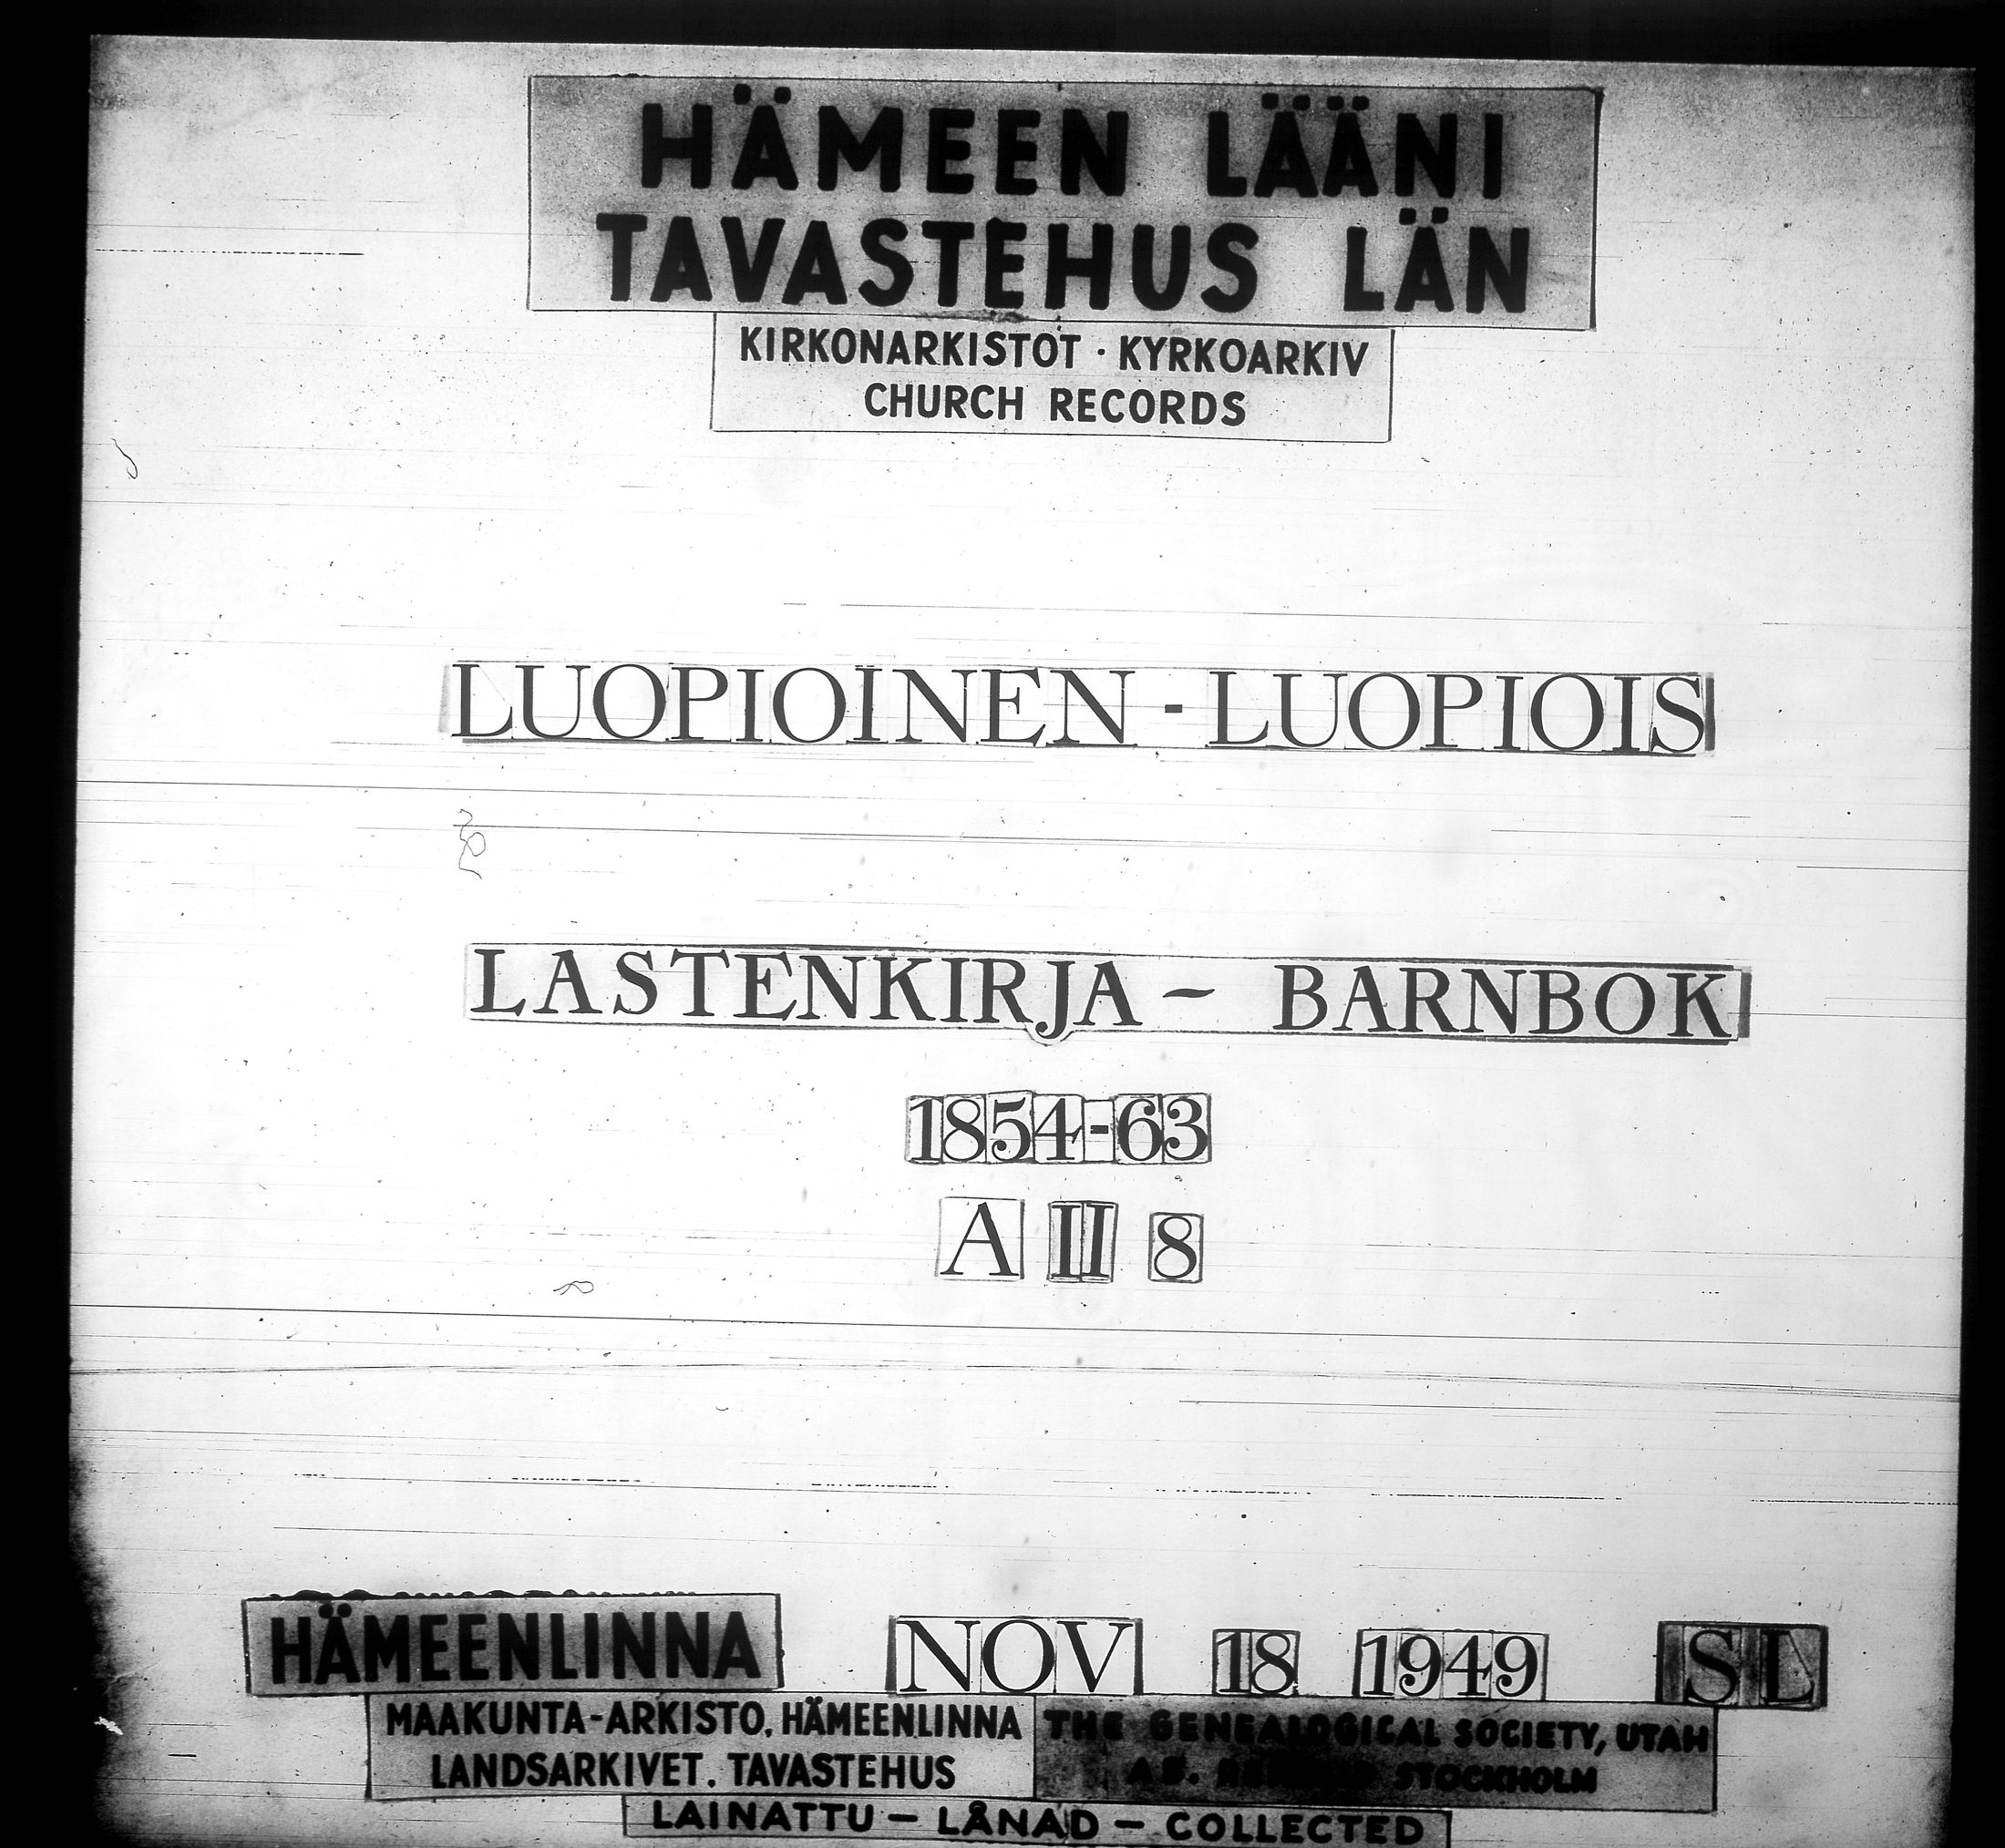 HÄMEEN LÄÄNI
TAVASTEHUS LÄN
KIRKONARKISTOT · KYRKOARKIV
CHURCH RECORDS
LUOPIOINEN - LUOPIOIS
LASTENKIRJA - BARNBOK
1854-63
A II 8
HÄMEENLINNA NOV 18 1949 SL
MAAKUNTA-ARKISTO, HÄMEENLINNA
LANDSARKIVET, TAVASTEHUS
THE GENEALOGICAL SOCIETY, UTAH
STOCKHOLM
LAINATTU - LÅNAD - COLLECTED